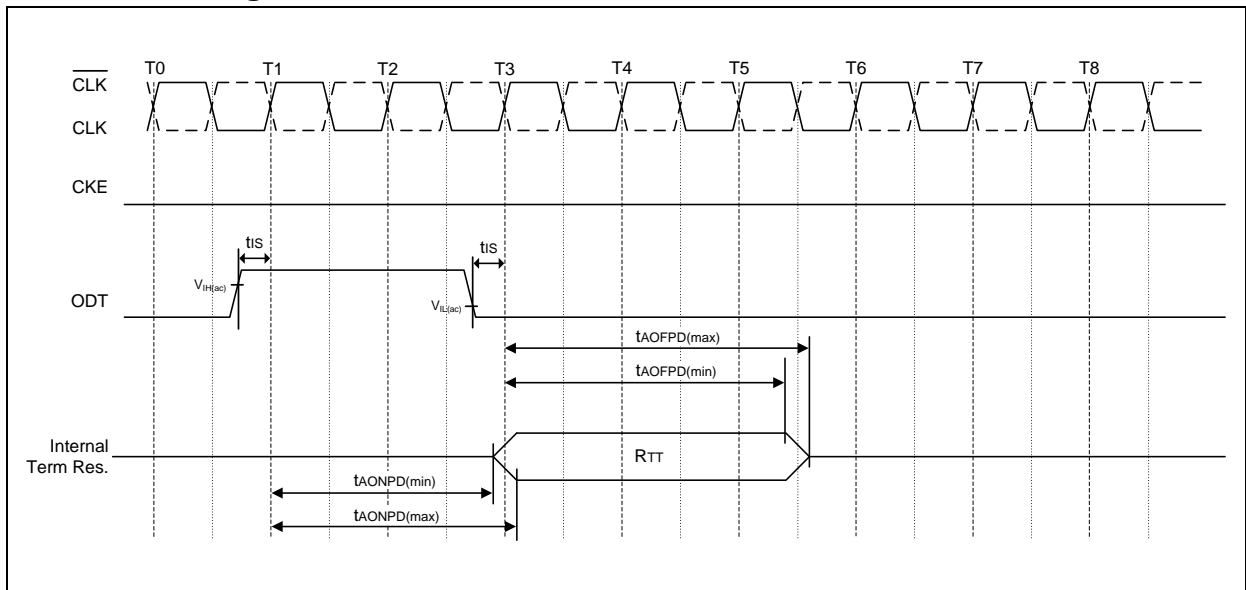 T0 T1 T2 T3 T4 T5 T6 T7 T8
CLK
CLK
CKE
tIS tIS
VIH(ac)
ODT
VIL(ac)
tAOFPD(max)
tAOFPD(min)
Internal
Term Res.
RTT
tAONPD(min)
tAONPD(max)